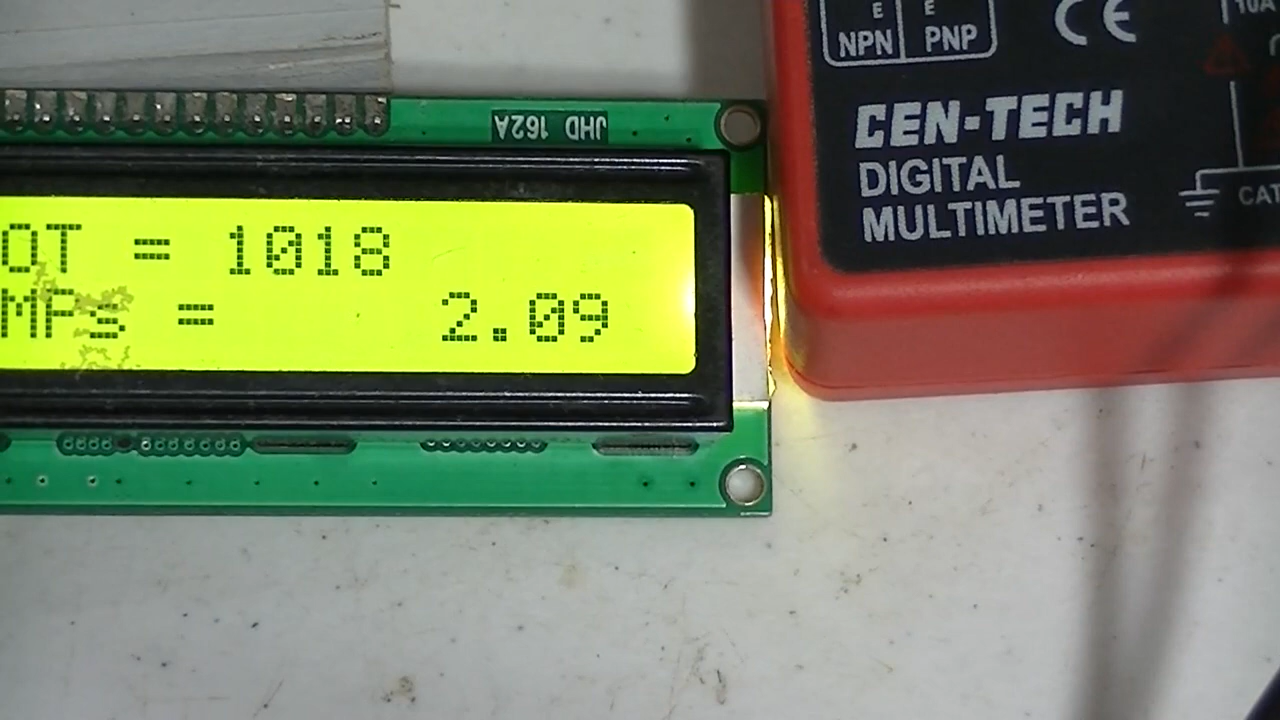 E E
NPN PNP
CE
10A
CEN-TECH
DIGITAL
MULTIMETER
CAT
JHD 162A
OT = 1018
MPs = 2.09